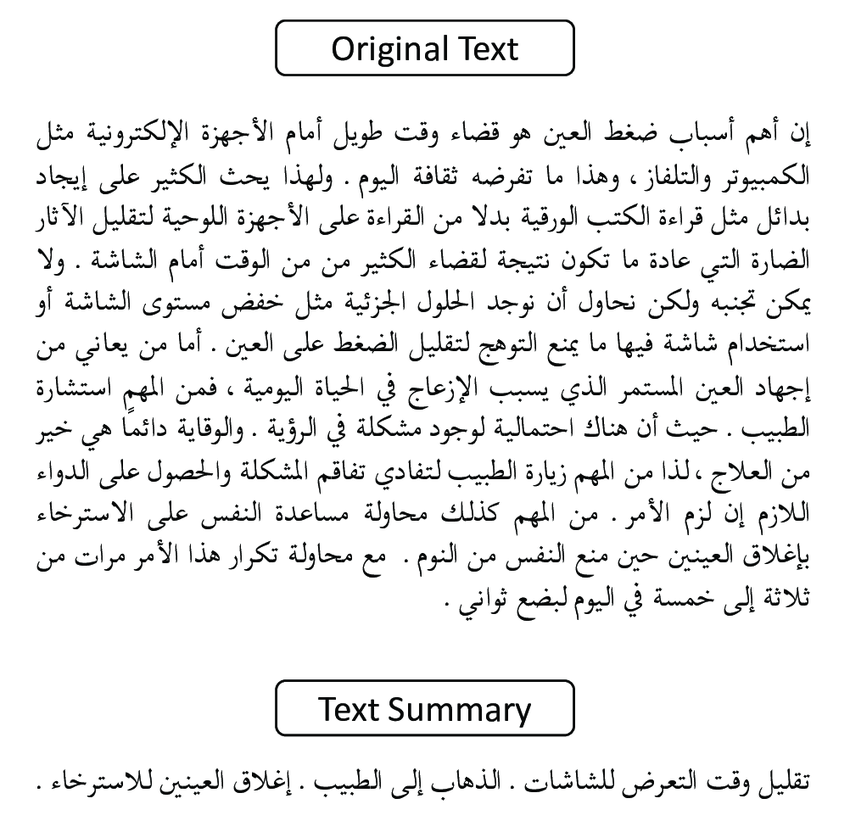 Original Text
إن أهم أسباب ضغط العين هو قضاء وقت طويل أمام الأجهزة الإلكترونية مثل
الكمبيوتر والتلفاز ، وهذا ما تفرضه ثقافة اليوم . ولهذا يحث الكثير على إيجاد
بدائل مثل قراءة الكتب الورقية بدلا من القراءة على الأجهزة اللوحية لتقليل الآثار
الضارة التي عادة ما تكون نتيجة لقضاء الكثير من من الوقت أمام الشاشة . ولا
يمكن تجنبه ولكن نحاول أن نوجد الحلول الجزئية مثل خفض مستوى الشاشة أو
استخدام شاشة فيها ما يمنع التوهج لتقليل الضغط على العين . أما من يعاني من
إجهاد العين المستمر الذي يسبب الإزعاج في الحياة اليومية ، فمن المهم استشارة
الطبيب . حيث أن هناك احتمالية لوجود مشكلة في الرؤية . والوقاية دائمًا هي خير
من العلاج ، لذا من المهم زيارة الطبيب لتفادي تفاقم المشكلة والحصول على الدواء
اللازم إن لزم الأمر . من المهم كذلك محاولة مساعدة النفس على الاسترخاء
بإغلاق العينين حين منع النفس من النوم . مع محاولة تكرار هذا الأمر مرات من
ثلاثة إلى خمسة في اليوم لبضع ثواني .
Text Summary
تقليل وقت التعرض للشاشات . الذهاب إلى الطبيب . إغلاق العينين للاسترخاء .